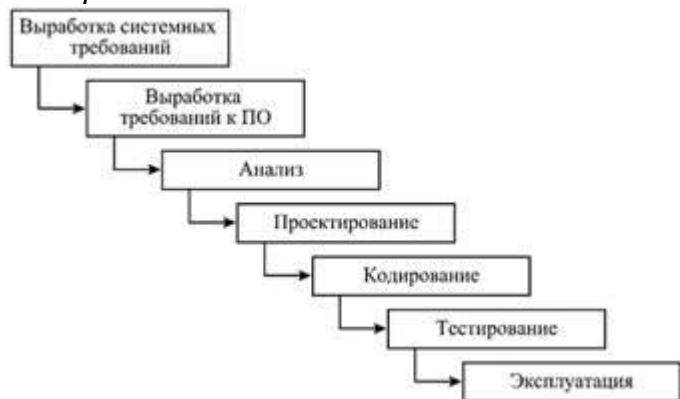 Выработка системных
требований
Выработка
требований к ПО
Анализ
Проектирование
Кодирование
Тестирование
Эксплуатация